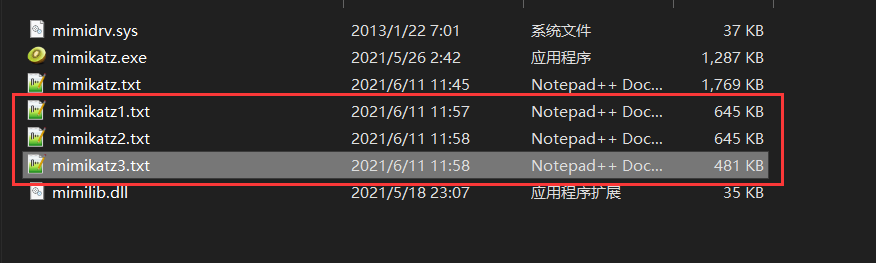 mimidrv.sys 2013/1/22 7:01 系统文件 37 KB
mimikatz.exe 2021/5/26 2:42 应用程序 1,287 KB
mimikatz.txt 2021/6/11 11:45 Notepad++ Doc... 1,769 KB
mimikatz1.txt 2021/6/11 11:57 Notepad++ Doc... 645 KB
mimikatz2.txt 2021/6/11 11:58 Notepad++ Doc... 645 KB
mimikatz3.txt 2021/6/11 11:58 Notepad++ Doc... 481 KB
mimilib.dll 2021/5/18 23:07 应用程序扩展 35 KB